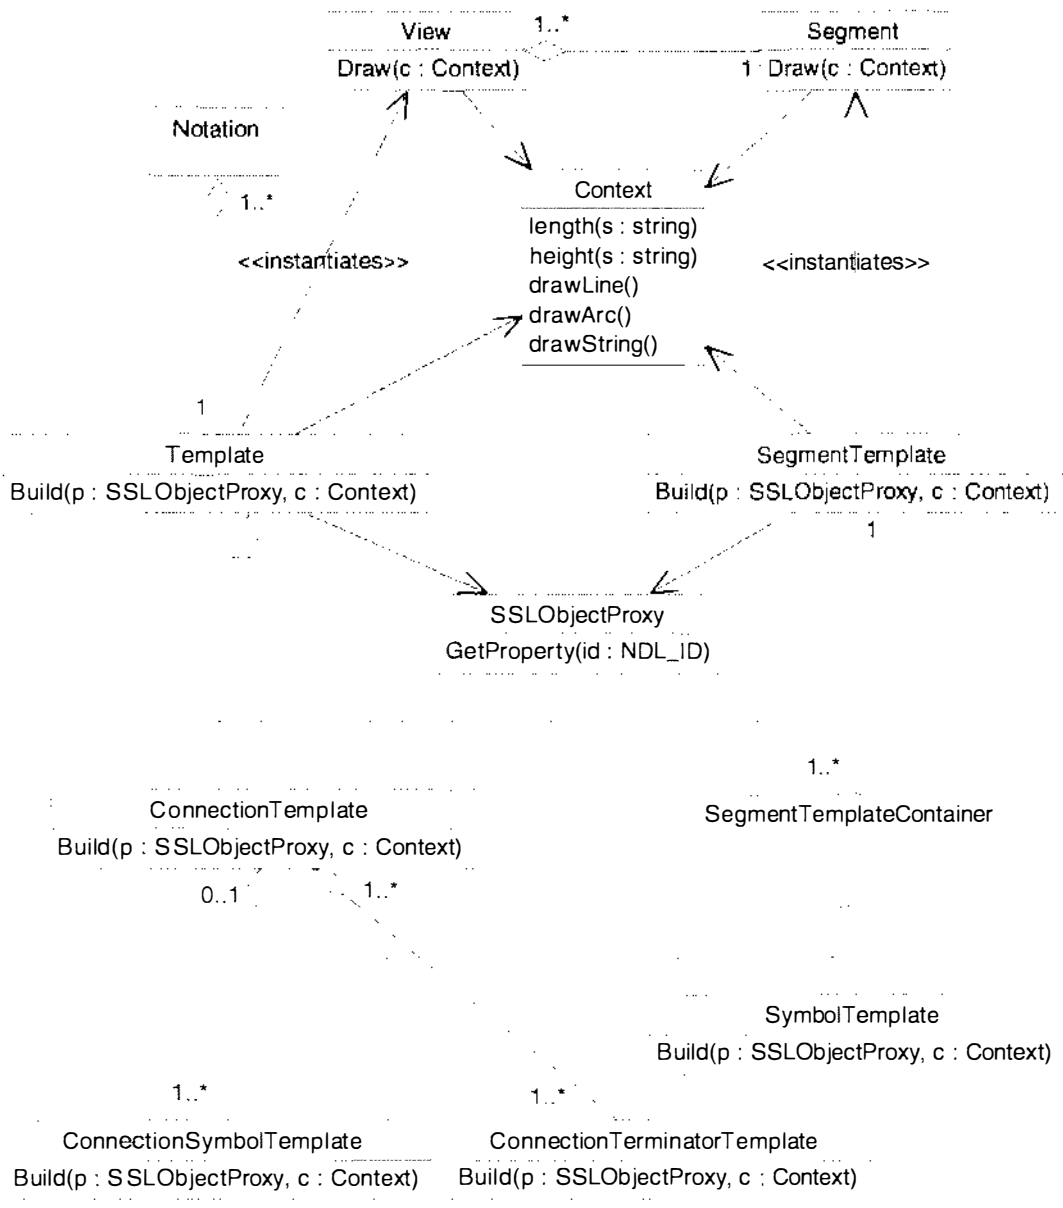 1..*
View
Segment
Draw(c : Context)
1
Draw(c : Context)
Notation
1..*
Context
length(s : string)
height(s : string)
drawLine()
drawArc()
drawString()
<<instantiates>>
<<instantiates>>
1
Template
Build(p : SSLObjectProxy, c : Context)
SegmentTemplate
Build(p : SSLObjectProxy, c : Context)
1
SSLObjectProxy
GetProperty(id : NDL_ID)
1..*
ConnectionTemplate
Build(p : SSLObjectProxy, c : Context)
SegmentTemplateContainer
0..1
1..*
SymbolTemplate
Build(p : SSLObjectProxy, c : Context)
1..*
1..*
ConnectionSymbolTemplate
Build(p : SSLObjectProxy, c : Context)
ConnectionTerminatorTemplate
Build(p : SSLObjectProxy, c : Context)